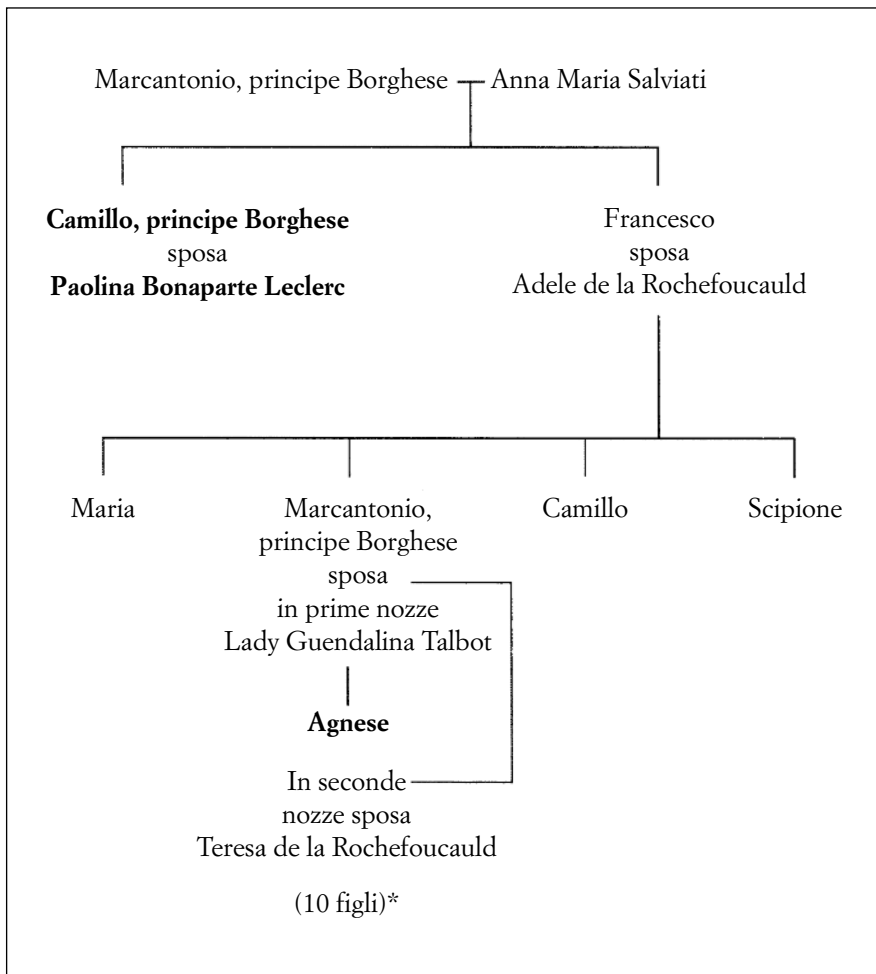 Marcantonio, principe Borghese Anna Maria Salviati
Camillo, principe Borghese
sposa
Paolina Bonaparte Leclerc
Francesco
sposa
Adele de la Rochefoucauld
Maria
Marcantonio,
principe Borghese
sposa
in prime nozze
Lady Guendalina Talbot
Agnese
In seconde
nozze sposa
Teresa de la Rochefoucauld
(10 figli)*
Camillo
Scipione